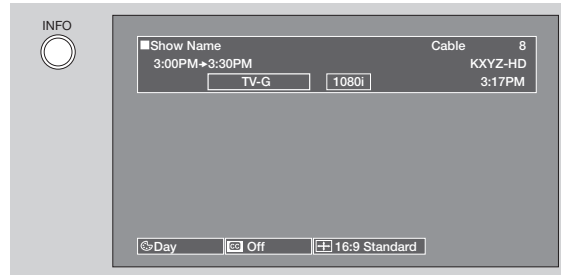 INFO
■Show Name Cable 8
3:00PM→3:30PM KXYZ-HD
TV-G 1080i 3:17PM
Day CC Off 16:9 Standard